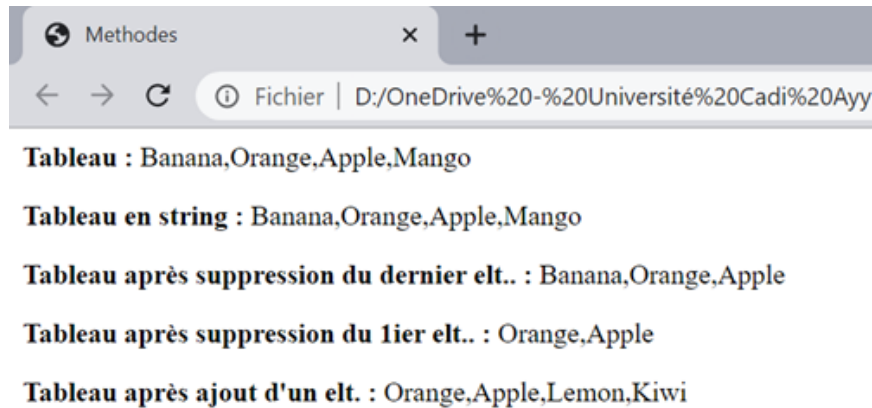 Methodes
Fichier | D:/OneDrive%20-%20Université%20Cadi%20Ayy
Tableau : Banana,Orange,Apple,Mango
Tableau en string : Banana,Orange,Apple,Mango
Tableau après suppression du dernier elt.. : Banana,Orange,Apple
Tableau après suppression du 1ier elt.. : Orange,Apple
Tableau après ajout d'un elt. : Orange,Apple,Lemon,Kiwi